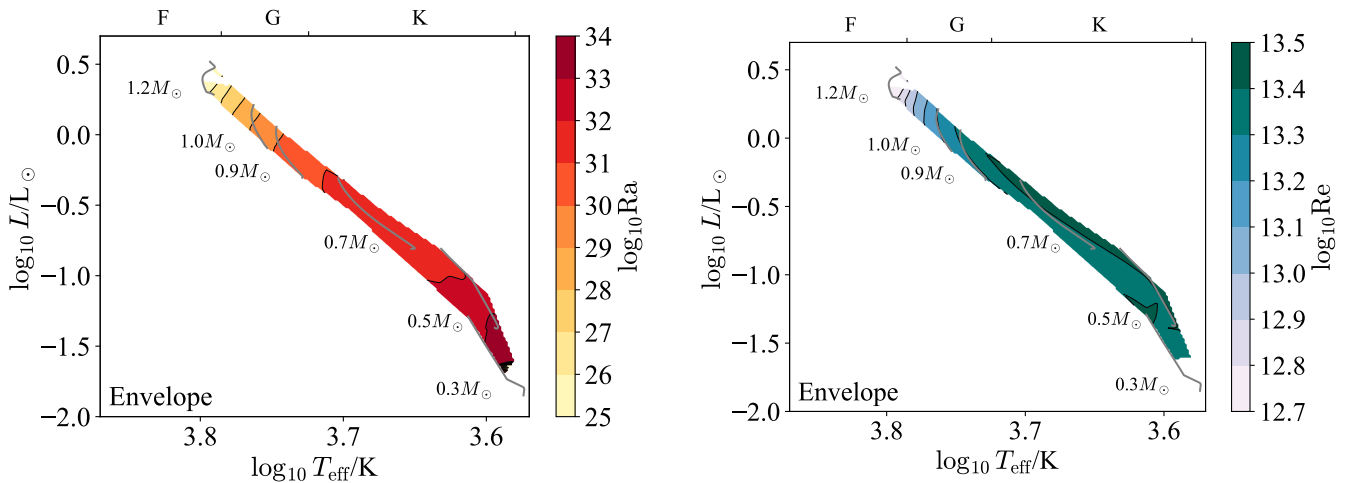 F G K
0.5
0.0
−0.5
−1.0
−1.5
−2.0
log₁₀ L/L☉
1.2M☉
1.0M☉
0.9M☉
0.7M☉
0.5M☉
0.3M☉
Envelope
3.8 3.7 3.6
log₁₀ T_eff/K
34
33
32
31
30
29
28
27
26
25
log₁₀Ra
F G K
0.5
0.0
−0.5
−1.0
−1.5
−2.0
log₁₀ L/L☉
1.2M☉
1.0M☉
0.9M☉
0.7M☉
0.5M☉
0.3M☉
Envelope
3.8 3.7 3.6
log₁₀ T_eff/K
13.5
13.4
13.3
13.2
13.1
13.0
12.9
12.8
12.7
log₁₀Re